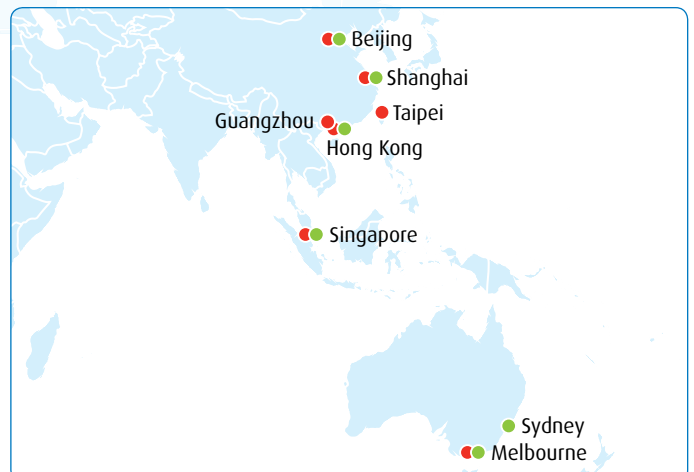 Beijing
Shanghai
Taipei
Guangzhou
Hong Kong
Singapore
Sydney
Melbourne